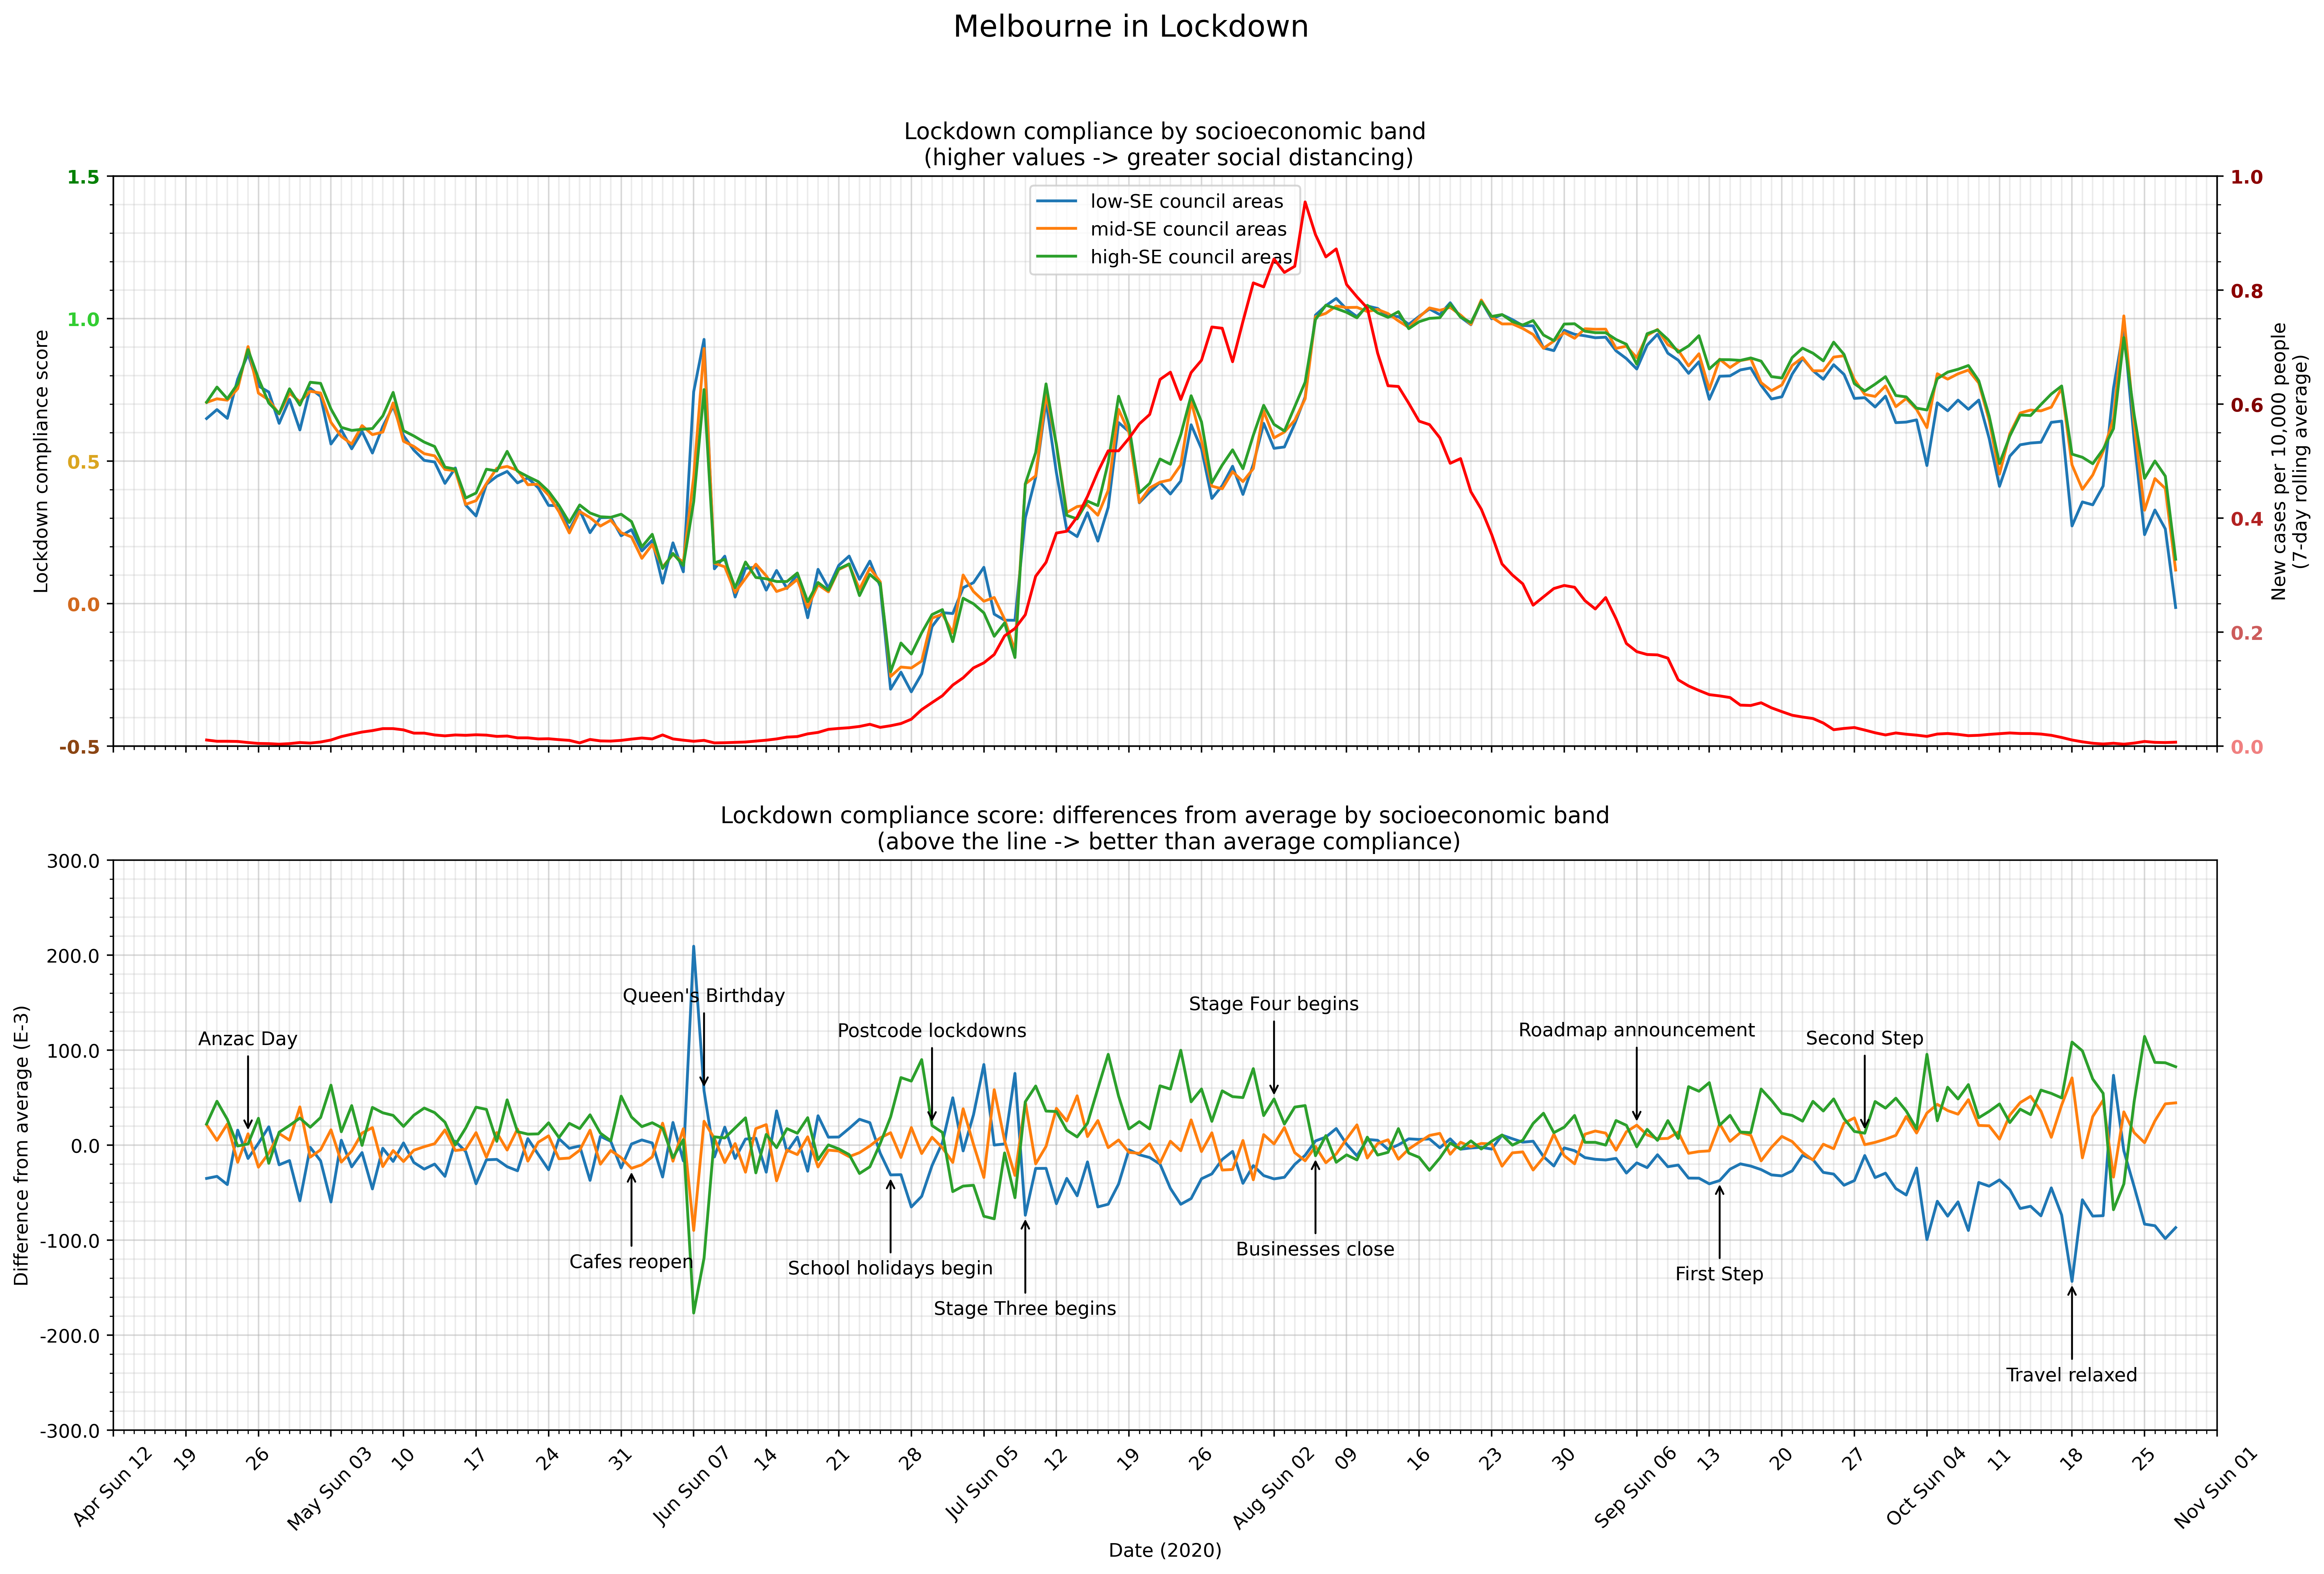 Melbourne in Lockdown
Lockdown compliance by socioeconomic band
(higher values -> greater social distancing)
1.5
1.0
0.5
0.0
-0.5
Lockdown compliance score
low-SE council areas
mid-SE council areas
high-SE council areas
1.0
0.8
0.6
0.4
0.2
0.0
New cases per 10,000 people
(7-day rolling average)
Lockdown compliance score: differences from average by socioeconomic band
(above the line -> better than average compliance)
300.0
200.0
100.0
0.0
-100.0
-200.0
-300.0
Difference from average (E-3)
Anzac Day
Cafes reopen
Queen's Birthday
School holidays begin
Postcode lockdowns
Stage Three begins
Stage Four begins
Businesses close
Roadmap announcement
First Step
Second Step
Travel relaxed
Apr Sun 12
19
26
May Sun 03
10
17
24
31
Jun Sun 07
14
21
28
Jul Sun 05
12
19
26
Aug Sun 02
09
16
23
30
Sep Sun 06
13
20
27
Oct Sun 04
11
18
25
Nov Sun 01
Date (2020)